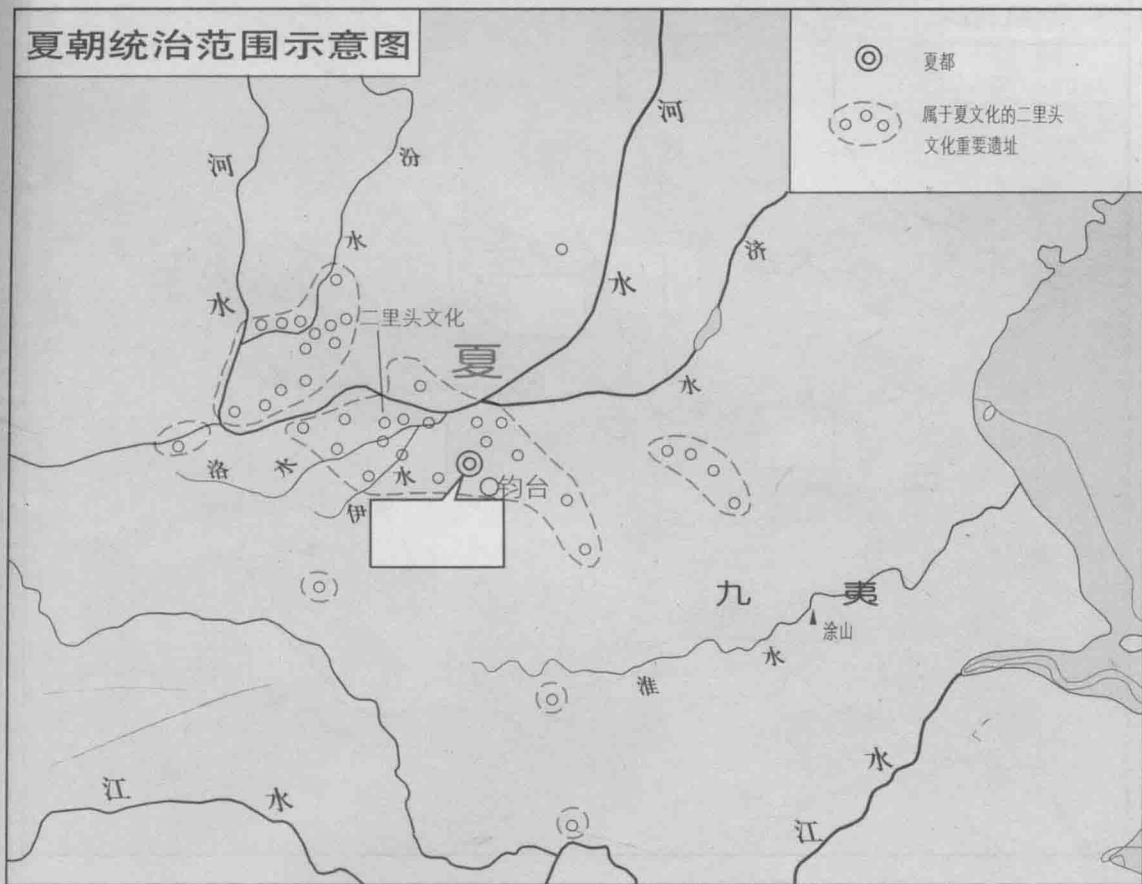 夏朝统治范围示意图
夏都
属于夏文化的二里头
文化重要遗址
河
水
汾
水
河
水
济
水
二里头文化
夏
洛
水
伊
水
钧台
九夷
涂山
淮
水
江
水
江
水